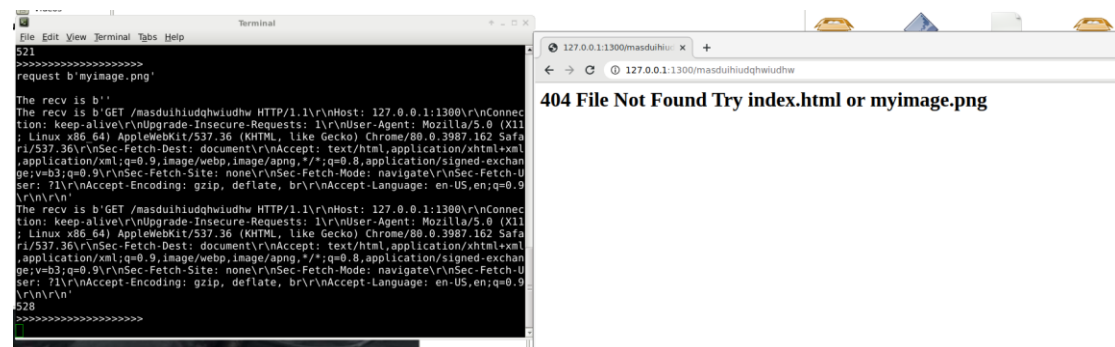 Terminal
File Edit View Terminal Tabs Help
521
>>>>>>>>>>>>>>>>>>>>
request b'myimage.png'
The recv is b''
The recv is b'GET /masduihiudqhwiudhw HTTP/1.1\r\nHost: 127.0.0.1:1300\r\nConnec
tion: keep-alive\r\nUpgrade-Insecure-Requests: 1\r\nUser-Agent: Mozilla/5.0 (X11
; Linux x86_64) AppleWebKit/537.36 (KHTML, like Gecko) Chrome/80.0.3987.162 Safa
ri/537.36\r\nSec-Fetch-Dest: document\r\nAccept: text/html,application/xhtml+xml
,application/xml;q=0.9,image/webp,image/apng,*/*;q=0.8,application/signed-exchan
ge;v=b3;q=0.9\r\nSec-Fetch-Site: none\r\nSec-Fetch-Mode: navigate\r\nSec-Fetch-U
ser: ?1\r\nAccept-Encoding: gzip, deflate, br\r\nAccept-Language: en-US,en;q=0.9
\r\n\r\n'
The recv is b'GET /masduihiudqhwiudhw HTTP/1.1\r\nHost: 127.0.0.1:1300\r\nConnec
tion: keep-alive\r\nUpgrade-Insecure-Requests: 1\r\nUser-Agent: Mozilla/5.0 (X11
; Linux x86_64) AppleWebKit/537.36 (KHTML, like Gecko) Chrome/80.0.3987.162 Safa
ri/537.36\r\nSec-Fetch-Dest: document\r\nAccept: text/html,application/xhtml+xml
,application/xml;q=0.9,image/webp,image/apng,*/*;q=0.8,application/signed-exchan
ge;v=b3;q=0.9\r\nSec-Fetch-Site: none\r\nSec-Fetch-Mode: navigate\r\nSec-Fetch-U
ser: ?1\r\nAccept-Encoding: gzip, deflate, br\r\nAccept-Language: en-US,en;q=0.9
\r\n\r\n'
528
>>>>>>>>>>>>>>>>>>>>
127.0.0.1:1300/masduihiu
127.0.0.1:1300/masduihiudqhwiudhw
404 File Not Found Try index.html or myimage.png